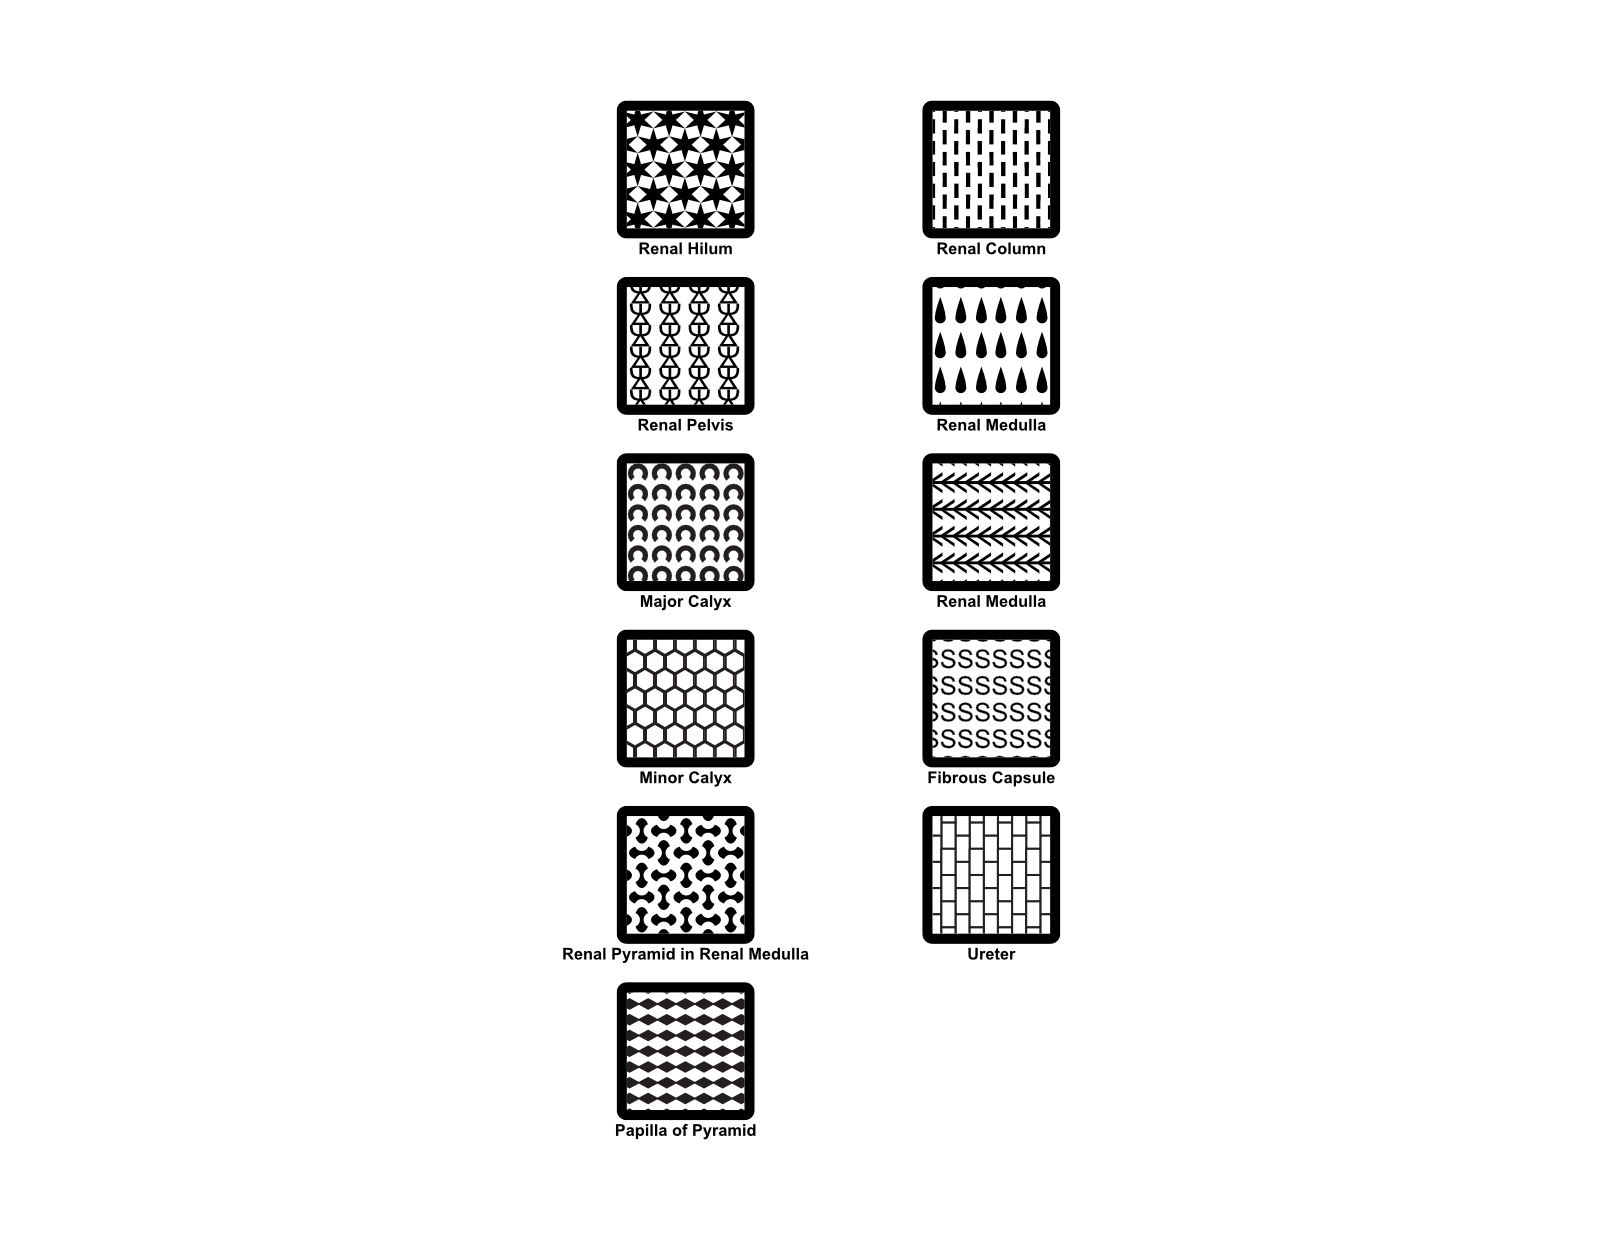 Renal Hilum
Renal Column
Renal Pelvis
Renal Medulla
Major Calyx
Renal Medulla
Minor Calyx
SSSSSSSS
SSSSSSSS
SSSSSSSS
SSSSSSSS
Fibrous Capsule
Renal Pyramid in Renal Medulla
Ureter
Papilla of Pyramid